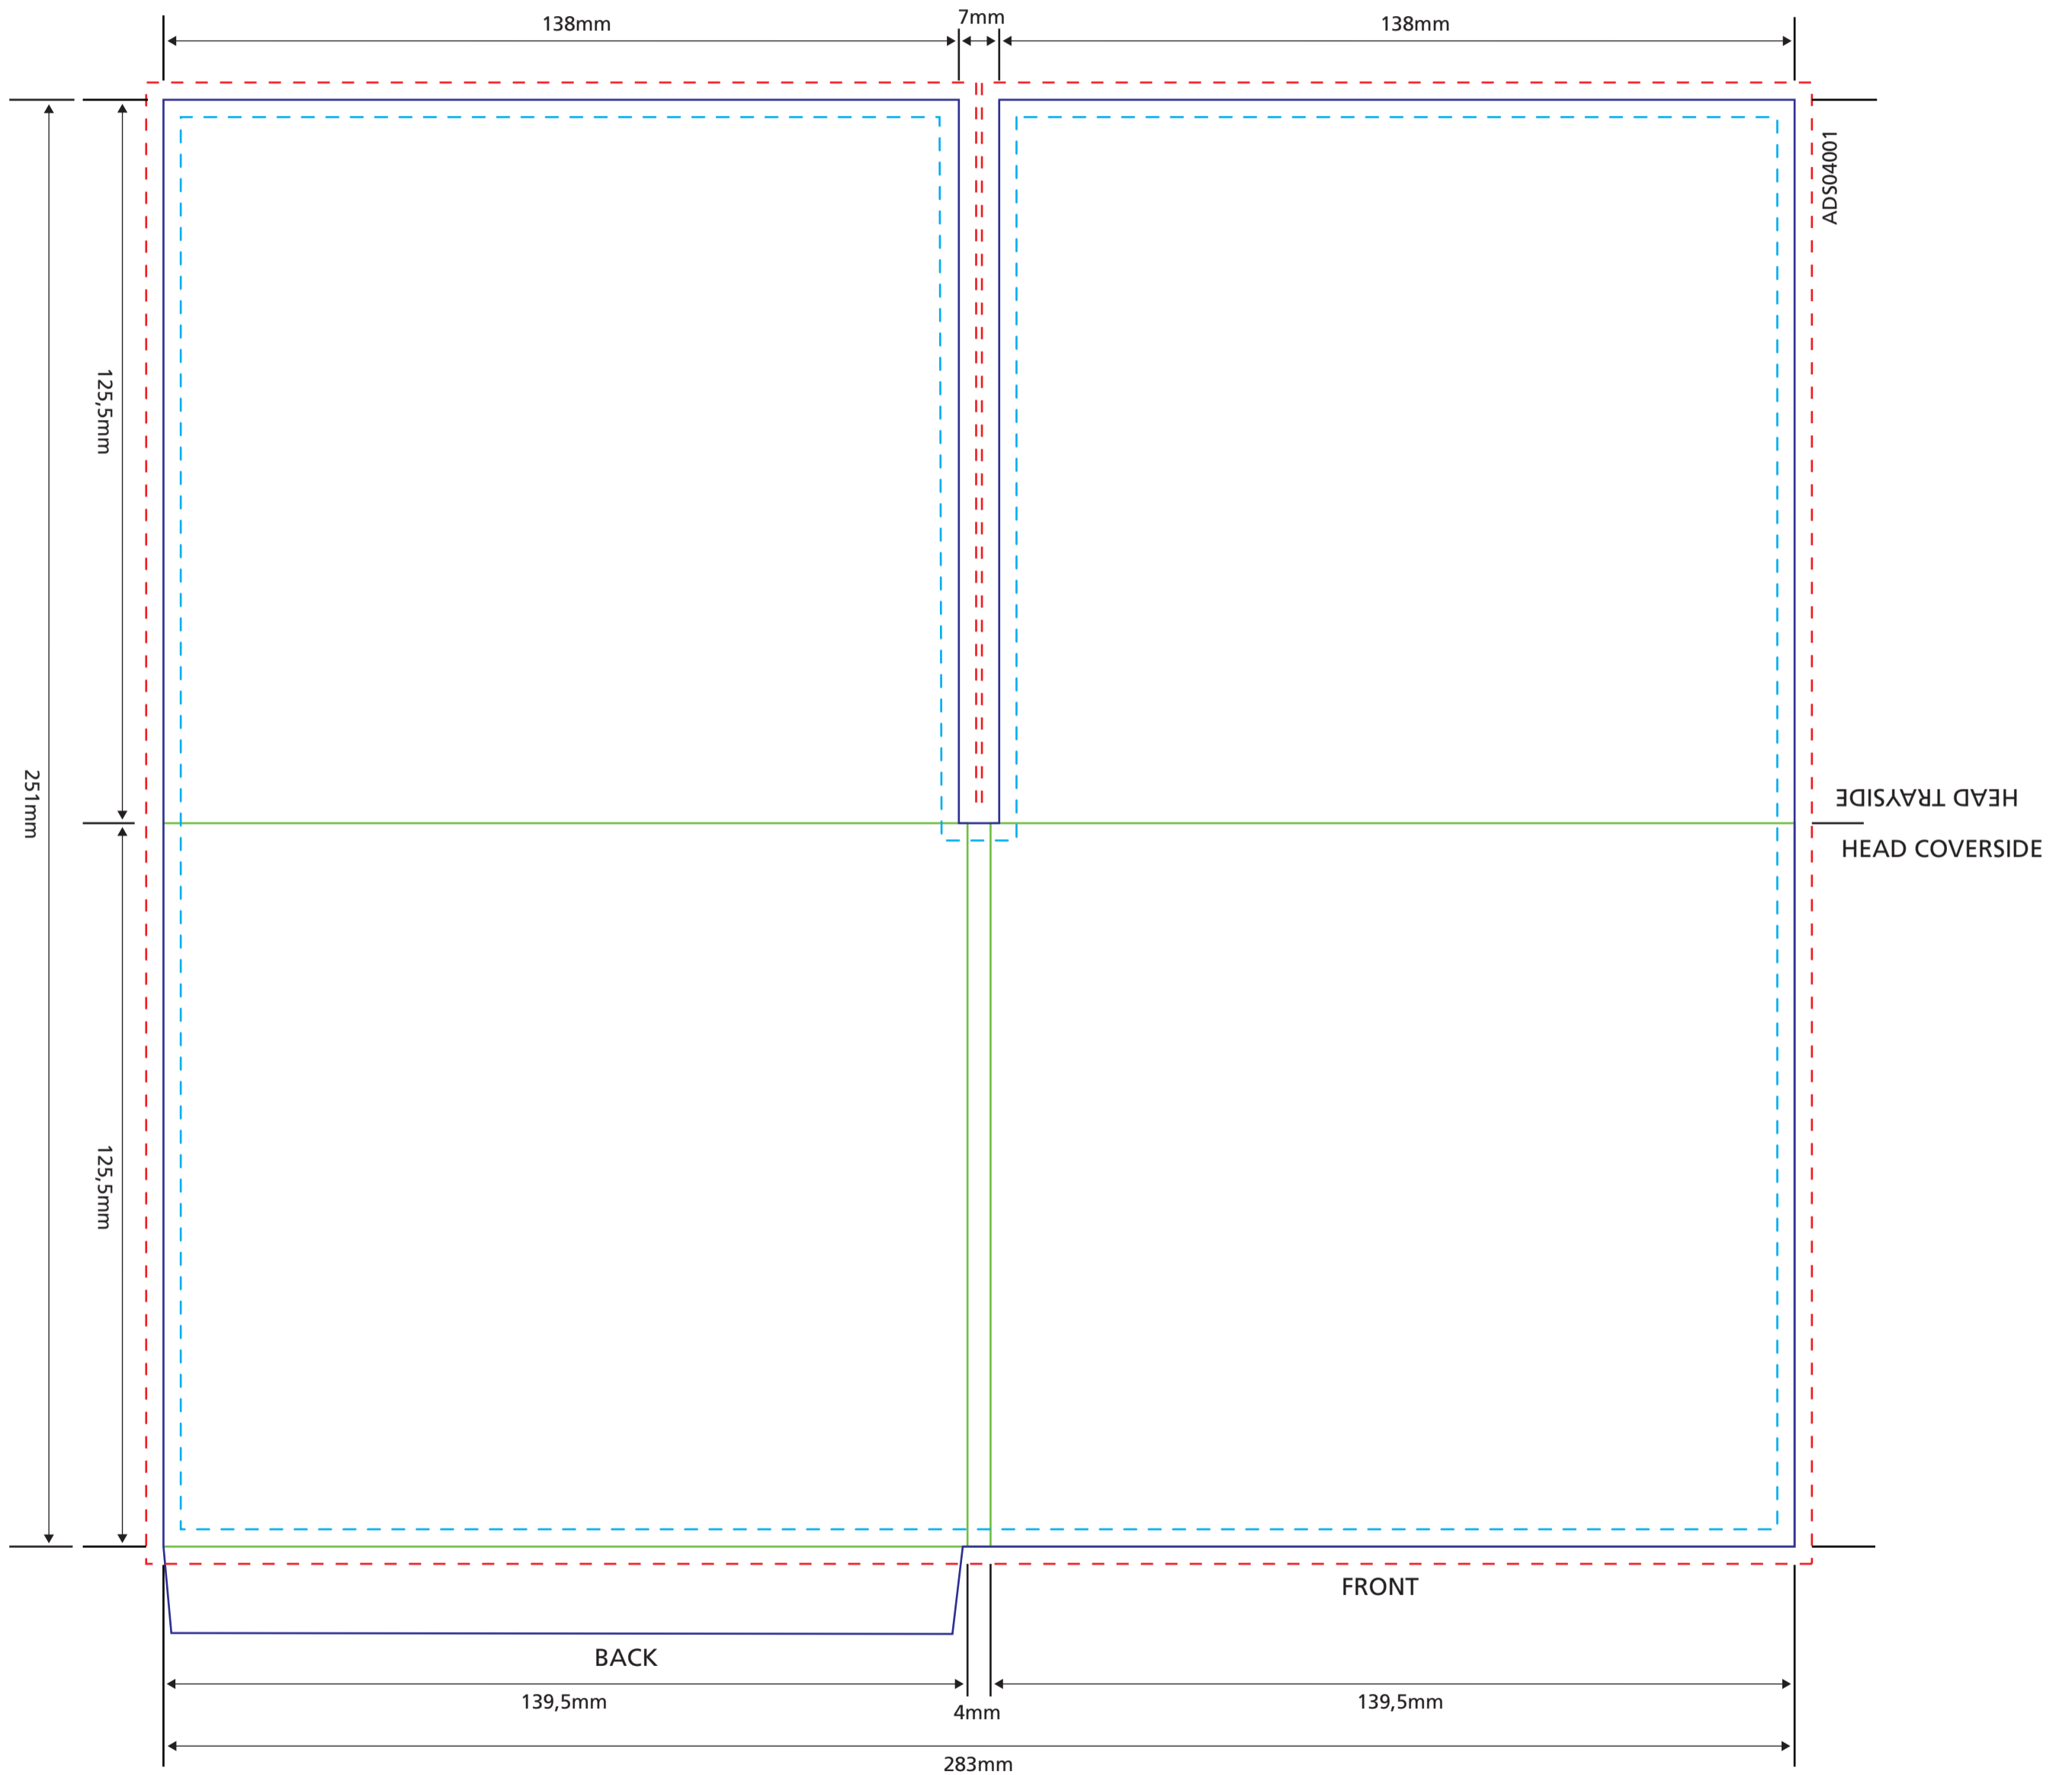 138mm
7mm
138mm
ADS04001
125,5mm
251mm
HEAD TRAYSIDE
HEAD COVERSIDE
125,5mm
FRONT
BACK
139,5mm
4mm
139,5mm
283mm